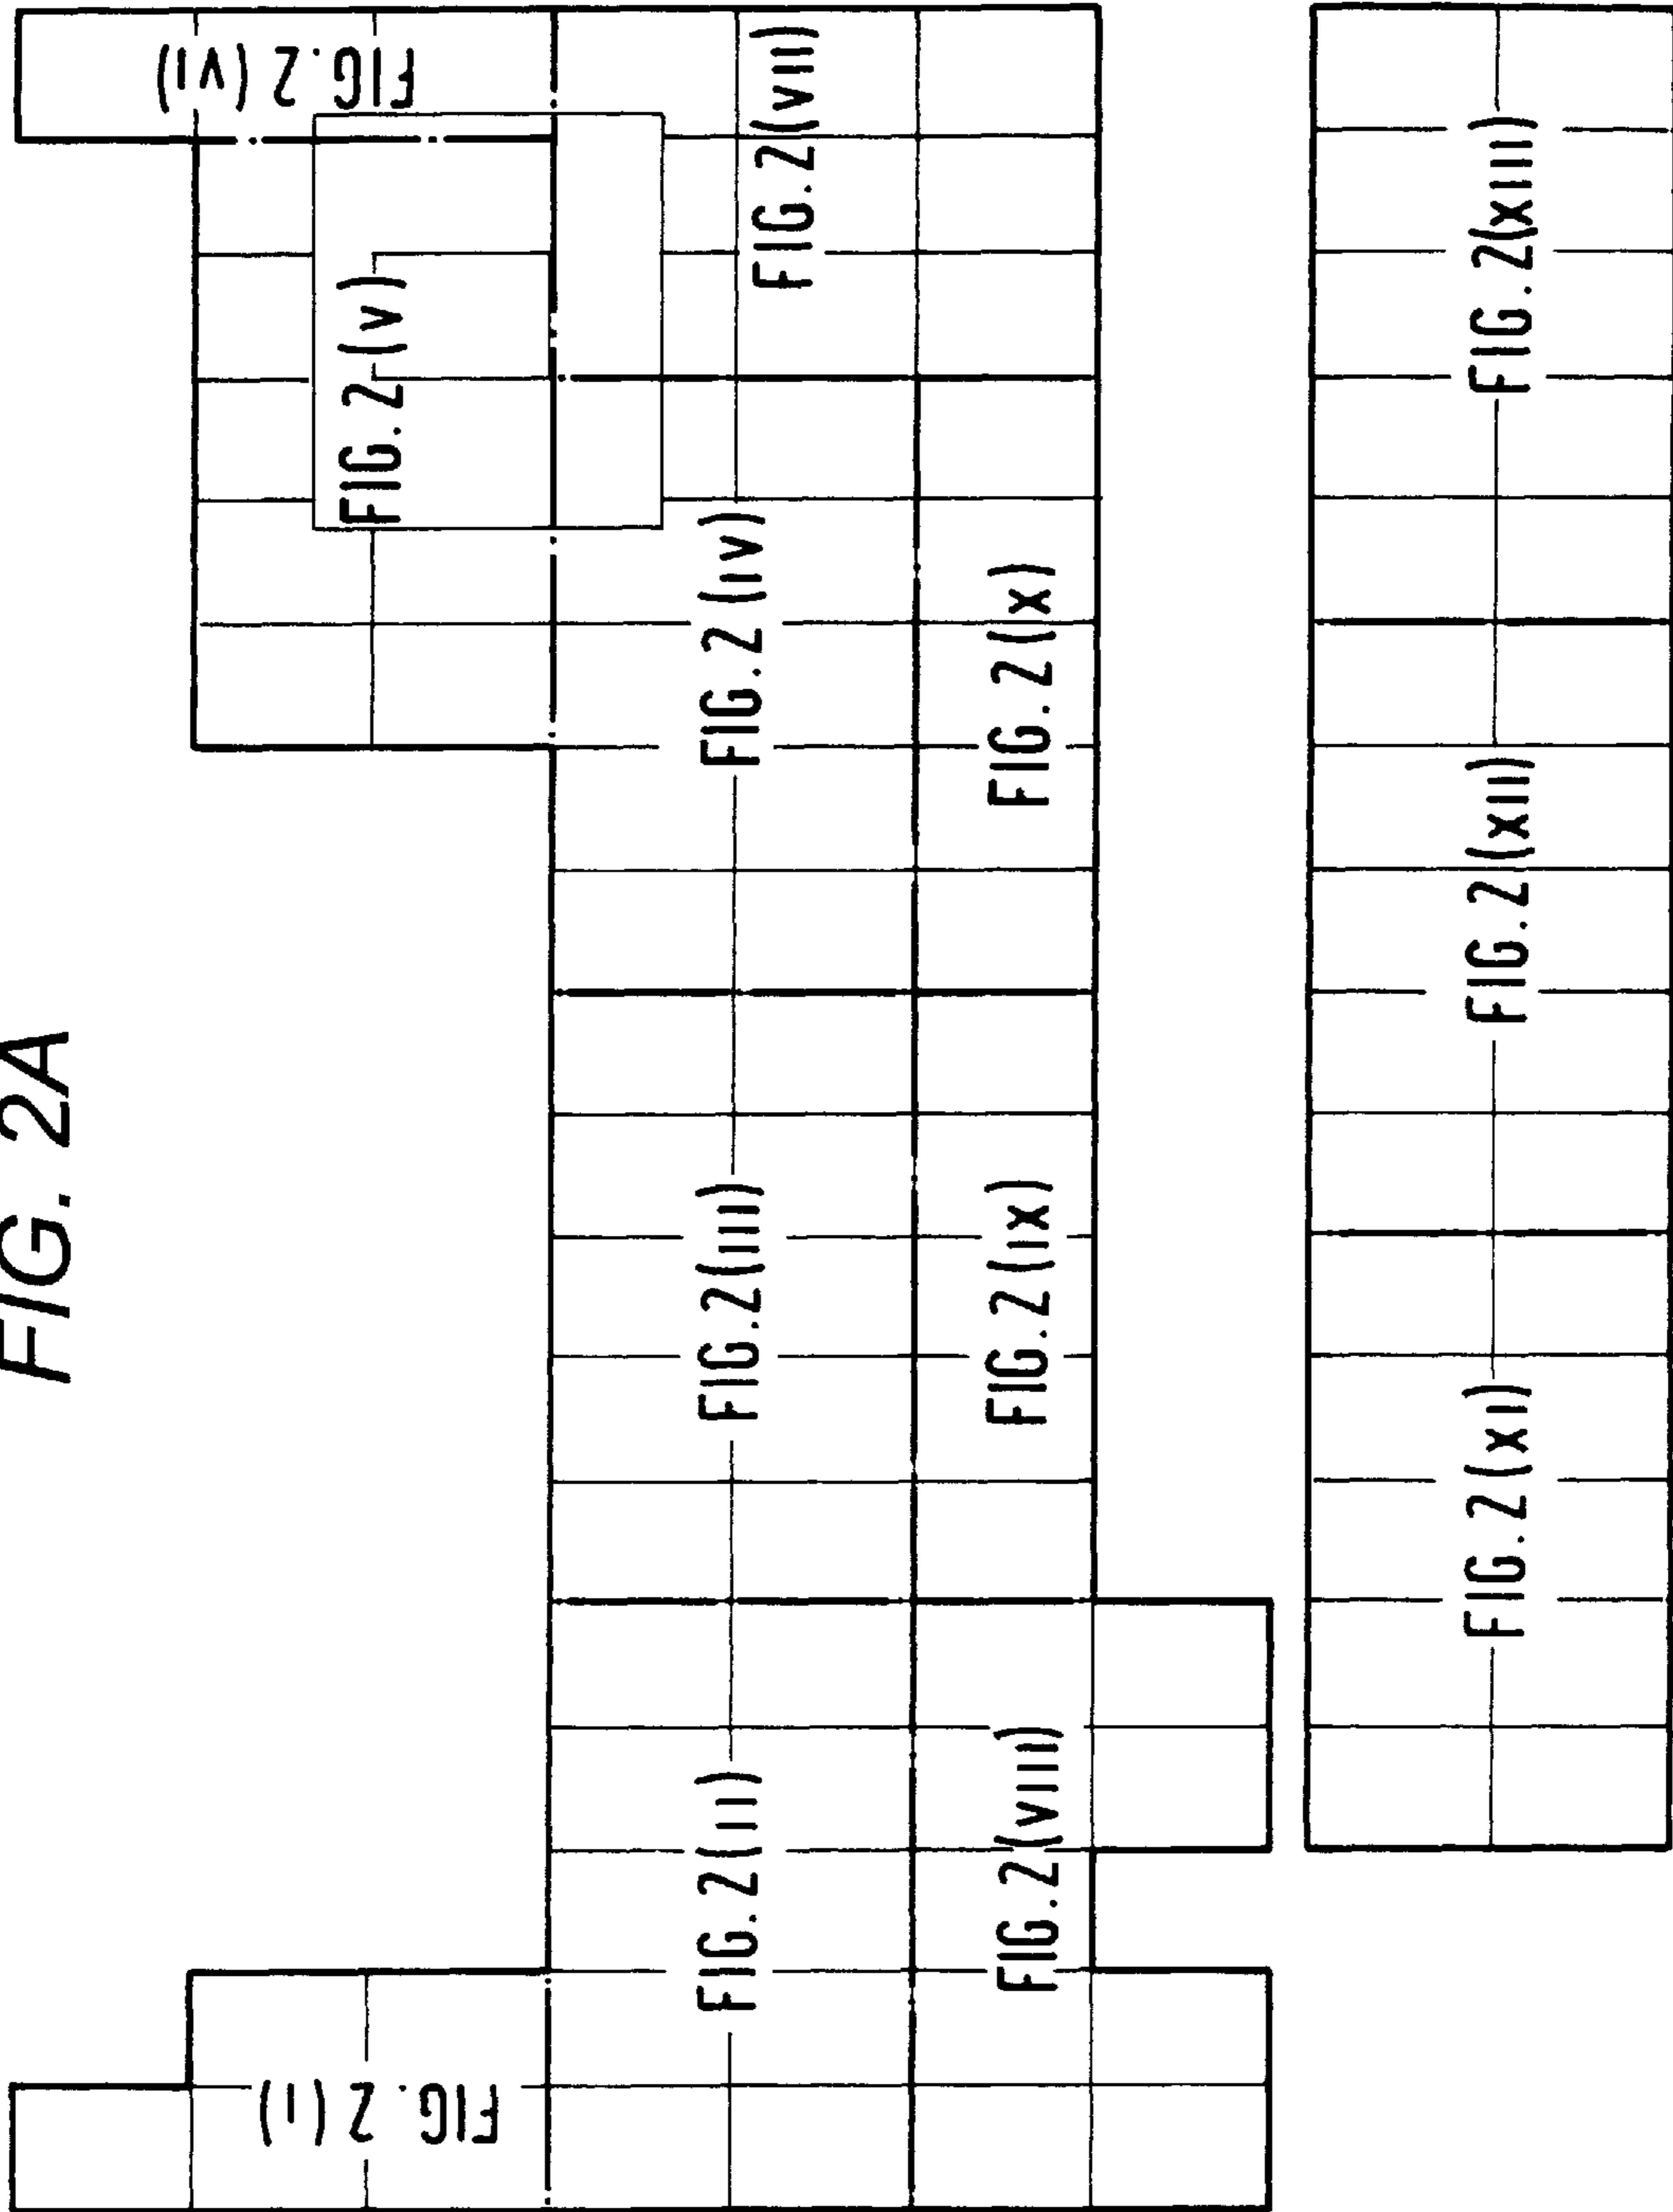 FIG. 2A
FIG. 2 (I)
FIG. 2 (II)
FIG. 2 (III)
FIG. 2 (IV)
FIG. 2 (V)
FIG. 2 (VI)
FIG. 2 (VII)
FIG. 2 (VIII)
FIG. 2 (IX)
FIG. 2 (X)
FIG. 2 (XI)
FIG. 2 (XII)
FIG. 2 (XIII)